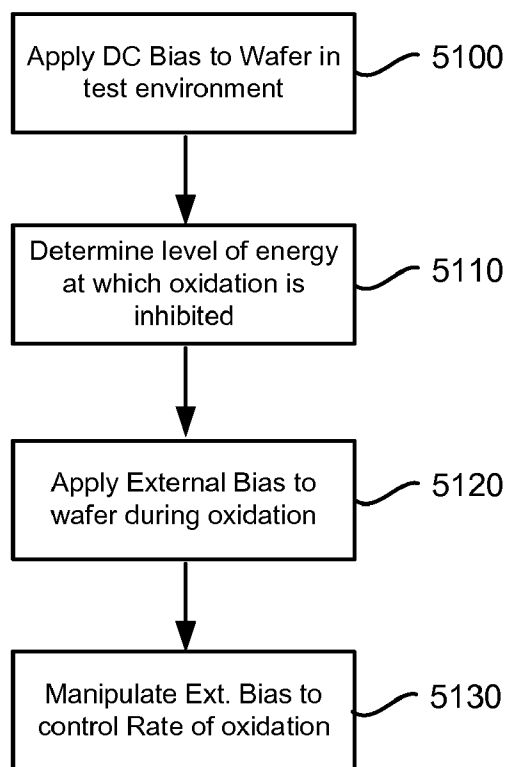 Apply DC Bias to Wafer in
test environment
5100
Determine level of energy
at which oxidation is
inhibited
5110
Apply External Bias to
wafer during oxidation
5120
Manipulate Ext. Bias to
control Rate of oxidation
5130